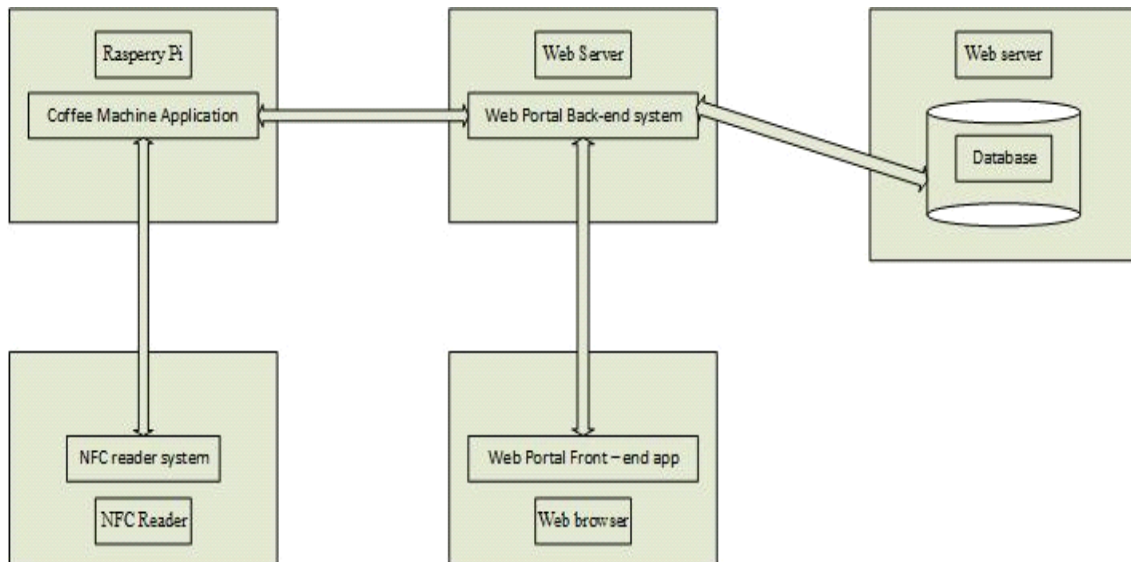 Rasperry Pi
Coffee Machine Application
Web Server
Web Portal Back-end system
Web server
Database
NFC reader system
NFC Reader
Web Portal Front – end app
Web browser